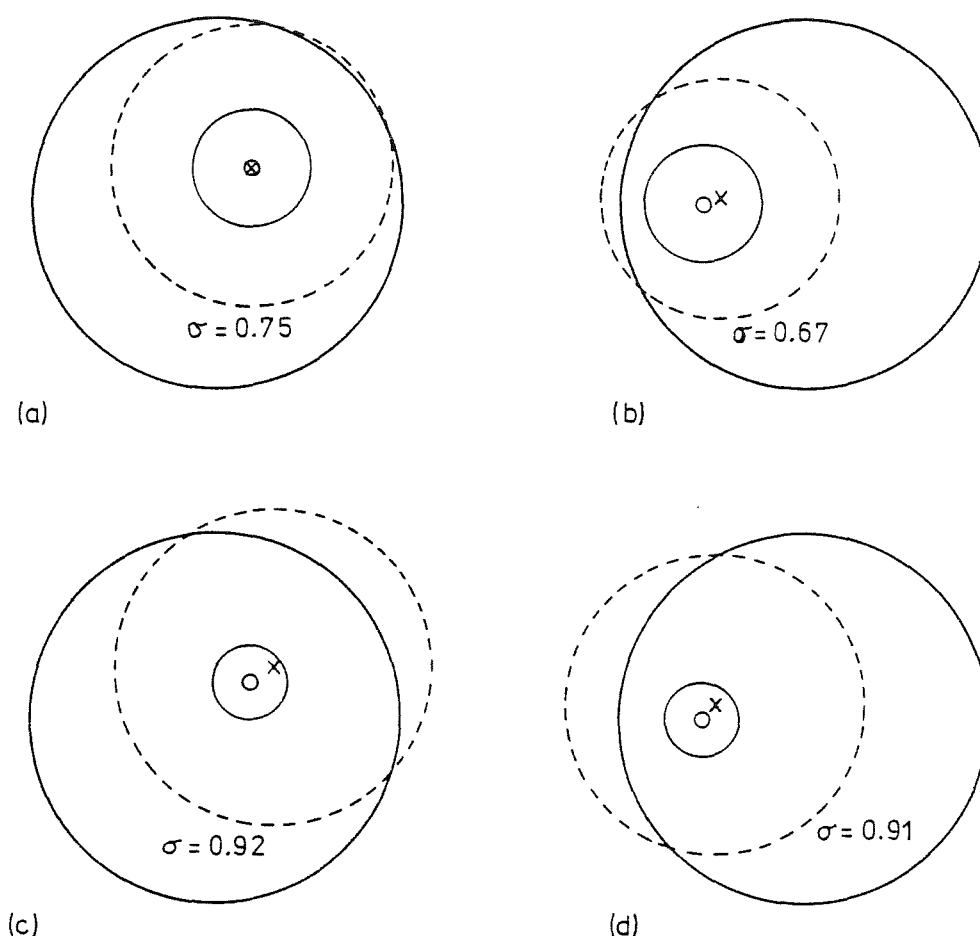 σ = 0.75
(a)
σ = 0.67
(b)
σ = 0.92
(c)
σ = 0.91
(d)